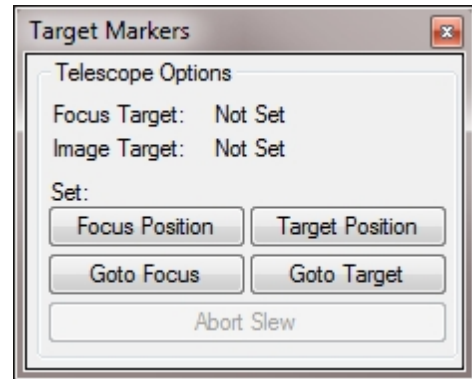 Target Markers
Telescope Options
Focus Target: Not Set
Image Target: Not Set
Set:
Focus Position Target Position
Goto Focus Goto Target
Abort Slew